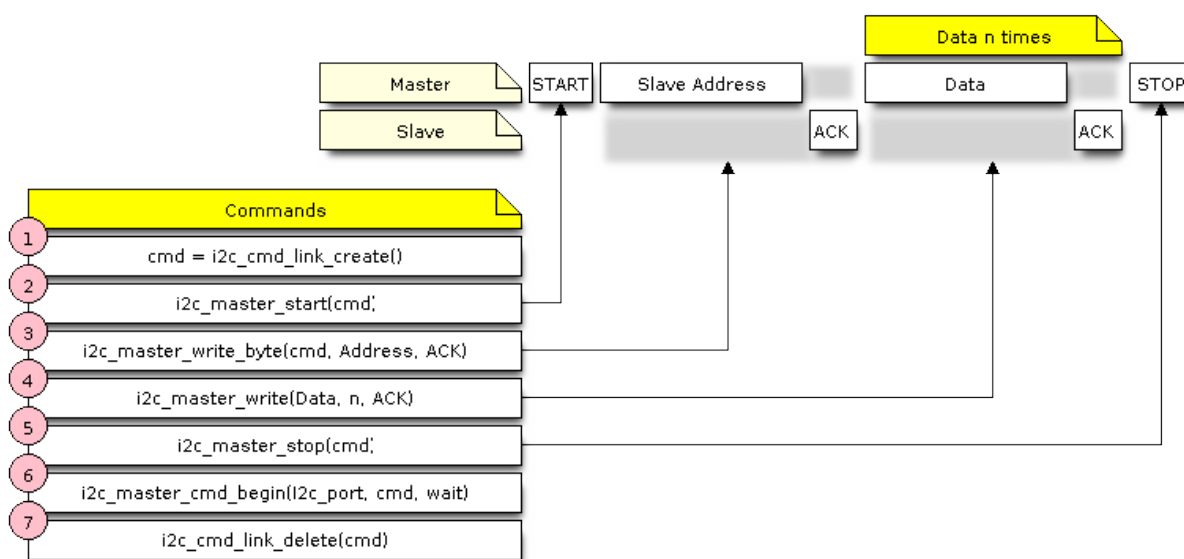 Data n times
Master START Slave Address Data STOP
Slave ACK ACK
Commands
1
cmd = i2c_cmd_link_create()
2
i2c_master_start(cmd)
3
i2c_master_write_byte(cmd, Address, ACK)
4
i2c_master_write(Data, n, ACK)
5
i2c_master_stop(cmd)
6
i2c_master_cmd_begin(I2c_port, cmd, wait)
7
i2c_cmd_link_delete(cmd)